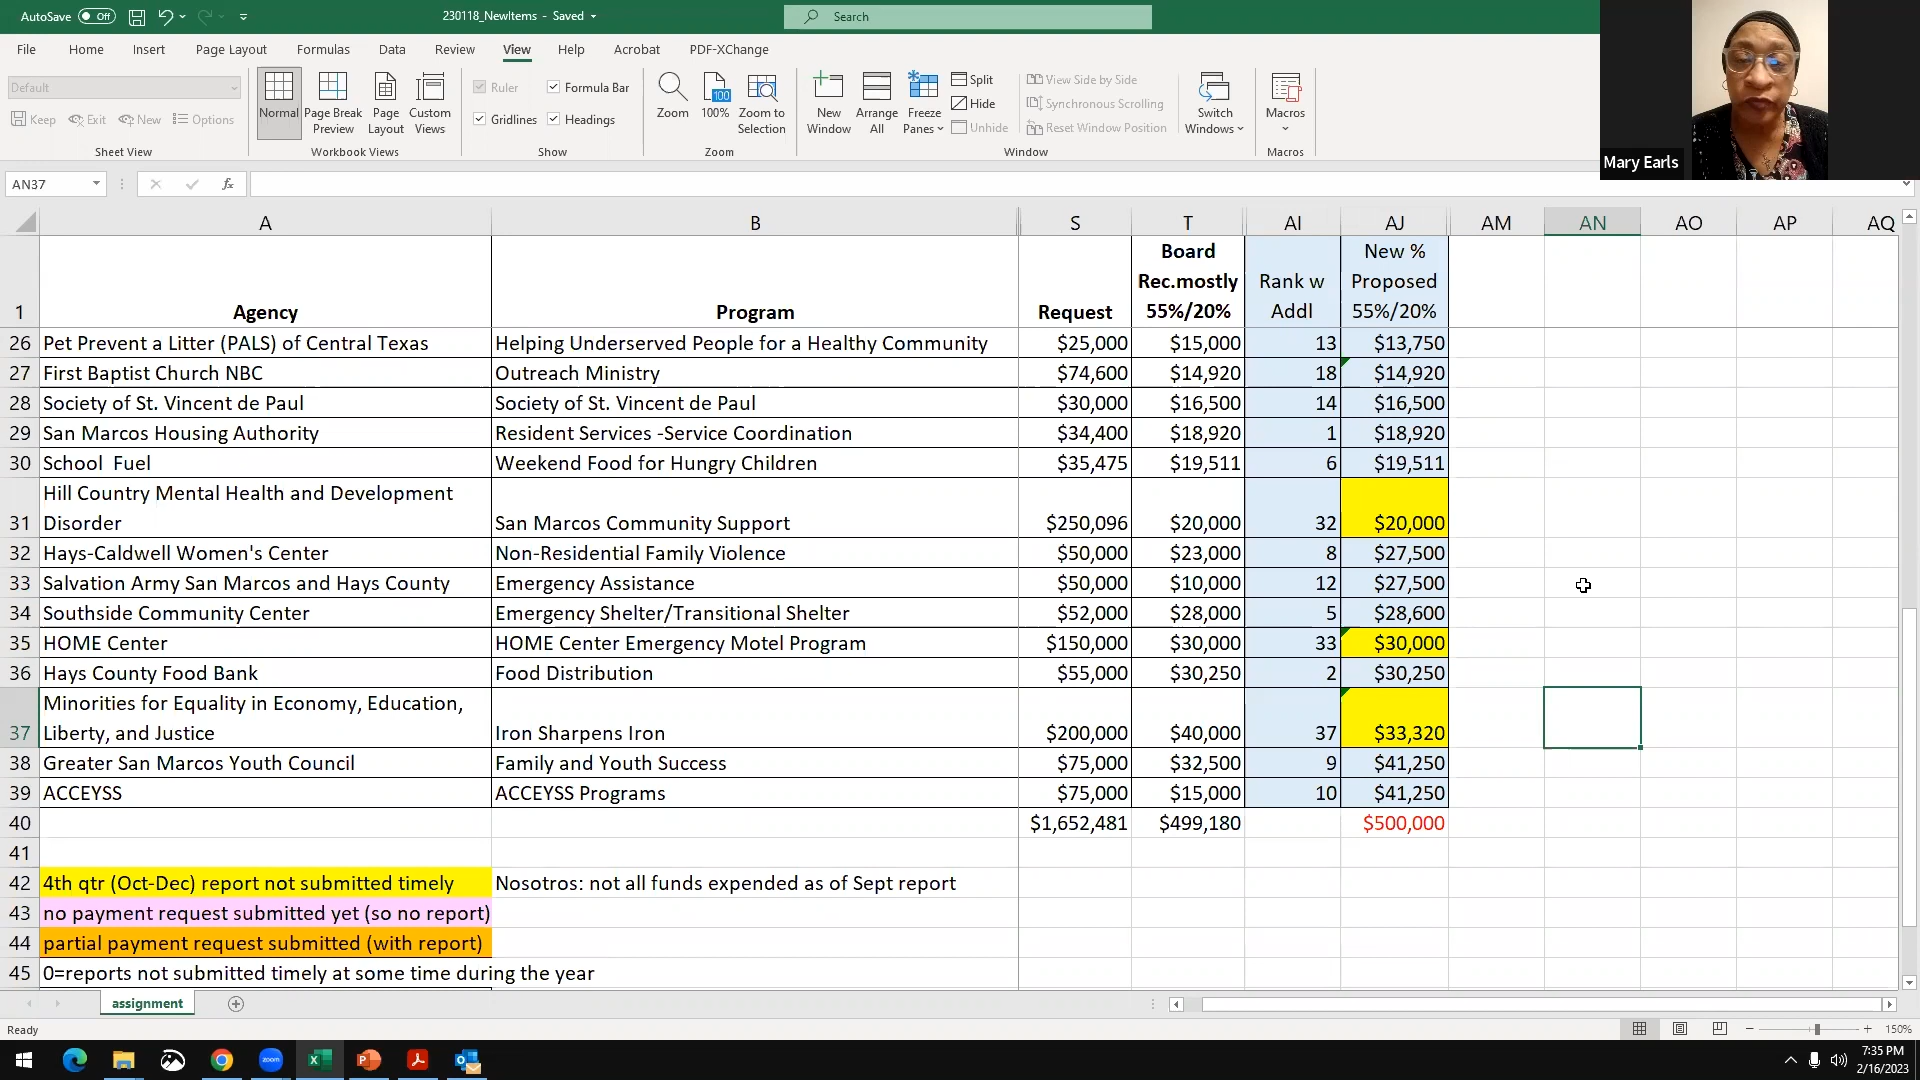 AutoSave Off 230118_NewItems - Saved Search
File Home Insert Page Layout Formulas Data Review View Help Acrobat PDF-XChange
Default
Keep Exit New Options
Sheet View
Normal Page Break Preview Page Layout Custom Views
Workbook Views
Ruler Formula Bar
Gridlines Headings
Show
Zoom 100% Zoom to Selection
100
Zoom
New Window Arrange All Freeze Panes
Split
Hide
Unhide
View Side by Side
Synchronous Scrolling
Reset Window Position
Window
Switch Windows
Macros
Macros
Mary Earls
AN37 fx
A B S T AI AJ AM AN AO AP AQ
1 Agency Program Request Board Rec.mostly 55%/20% Rank w Addl New % Proposed 55%/20%
26 Pet Prevent a Litter (PALS) of Central Texas Helping Underserved People for a Healthy Community $25,000 $15,000 13 $13,750
27 First Baptist Church NBC Outreach Ministry $74,600 $14,920 18 $14,920
28 Society of St. Vincent de Paul Society of St. Vincent de Paul $30,000 $16,500 14 $16,500
29 San Marcos Housing Authority Resident Services -Service Coordination $34,400 $18,920 1 $18,920
30 School Fuel Weekend Food for Hungry Children $35,475 $19,511 6 $19,511
Hill Country Mental Health and Development
31 Disorder San Marcos Community Support $250,096 $20,000 32 $20,000
32 Hays-Caldwell Women's Center Non-Residential Family Violence $50,000 $23,000 8 $27,500
33 Salvation Army San Marcos and Hays County Emergency Assistance $50,000 $10,000 12 $27,500
34 Southside Community Center Emergency Shelter/Transitional Shelter $52,000 $28,000 5 $28,600
35 HOME Center HOME Center Emergency Motel Program $150,000 $30,000 33 $30,000
36 Hays County Food Bank Food Distribution $55,000 $30,250 2 $30,250
Minorities for Equality in Economy, Education,
37 Liberty, and Justice Iron Sharpens Iron $200,000 $40,000 37 $33,320
38 Greater San Marcos Youth Council Family and Youth Success $75,000 $32,500 9 $41,250
39 ACCEYSS ACCEYSS Programs $75,000 $15,000 10 $41,250
40 $1,652,481 $499,180 $500,000
41
42 4th qtr (Oct-Dec) report not submitted timely Nosotros: not all funds expended as of Sept report
43 no payment request submitted yet (so no report)
44 partial payment request submitted (with report)
45 0=reports not submitted timely at some time during the year
assignment
Ready 150%
zoom
7:35 PM
2/16/2023